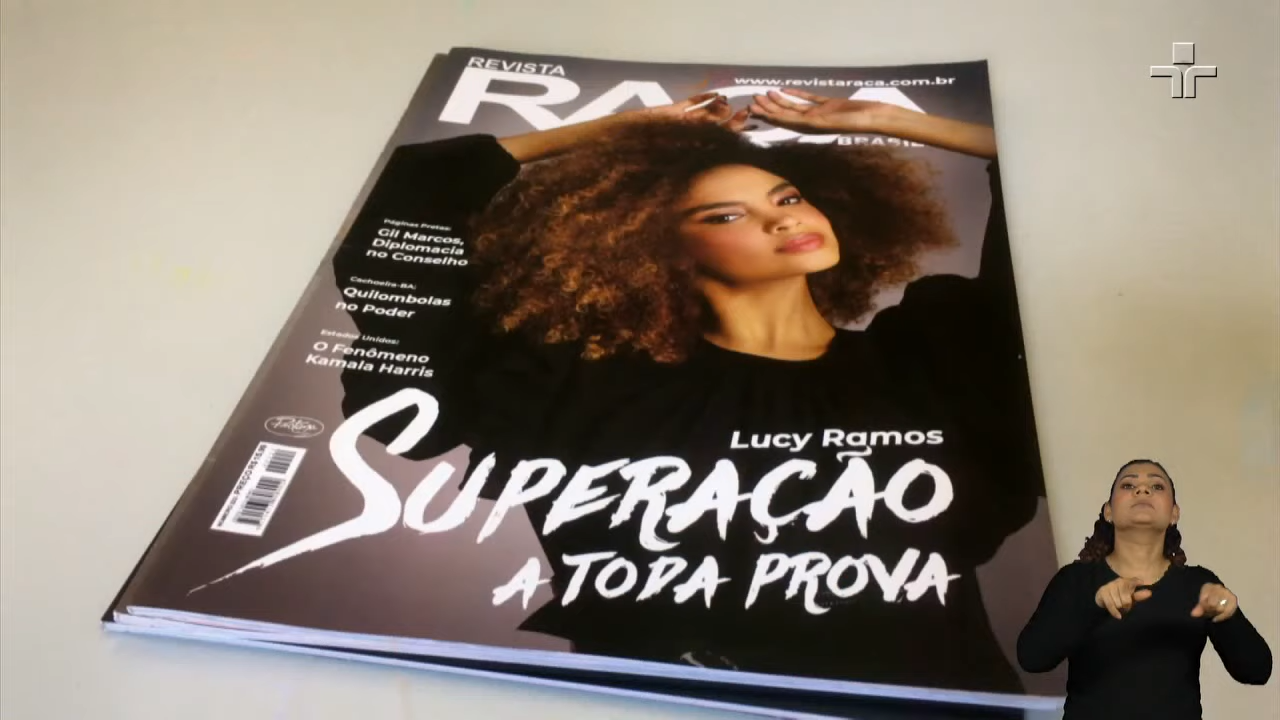 REVISTA
RAÇA
www.revistaraca.com.br
BRASIL
Páginas Pretas:
Gil Marcos,
Diplomacia
no Conselho
Cachoeira-BA:
Quilombolas
no Poder
Estados Unidos:
O Fenômeno
Kamala Harris
Lucy Ramos
SUPERAÇÃO
A TODA PROVA